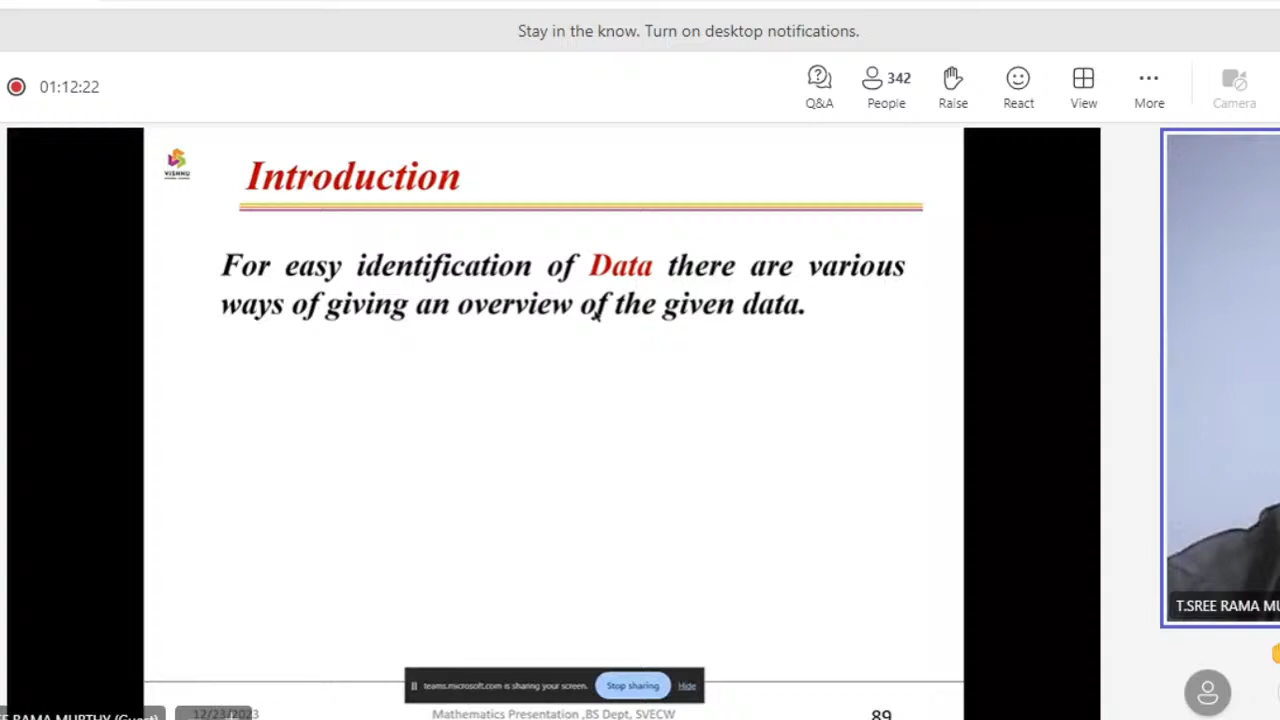 Stay in the know. Turn on desktop notifications.
01:12:22
Q&A
342
People
Raise
React
View
More
Camera
VISHNU
Introduction
For easy identification of Data there are various
ways of giving an overview of the given data.
T.SREE RAMA MU
teams.microsoft.com is sharing your screen.
Stop sharing
Hide
RAMA MURTHY (Guest)
12/23/2023
Mathematics Presentation ,BS Dept, SVECW
89